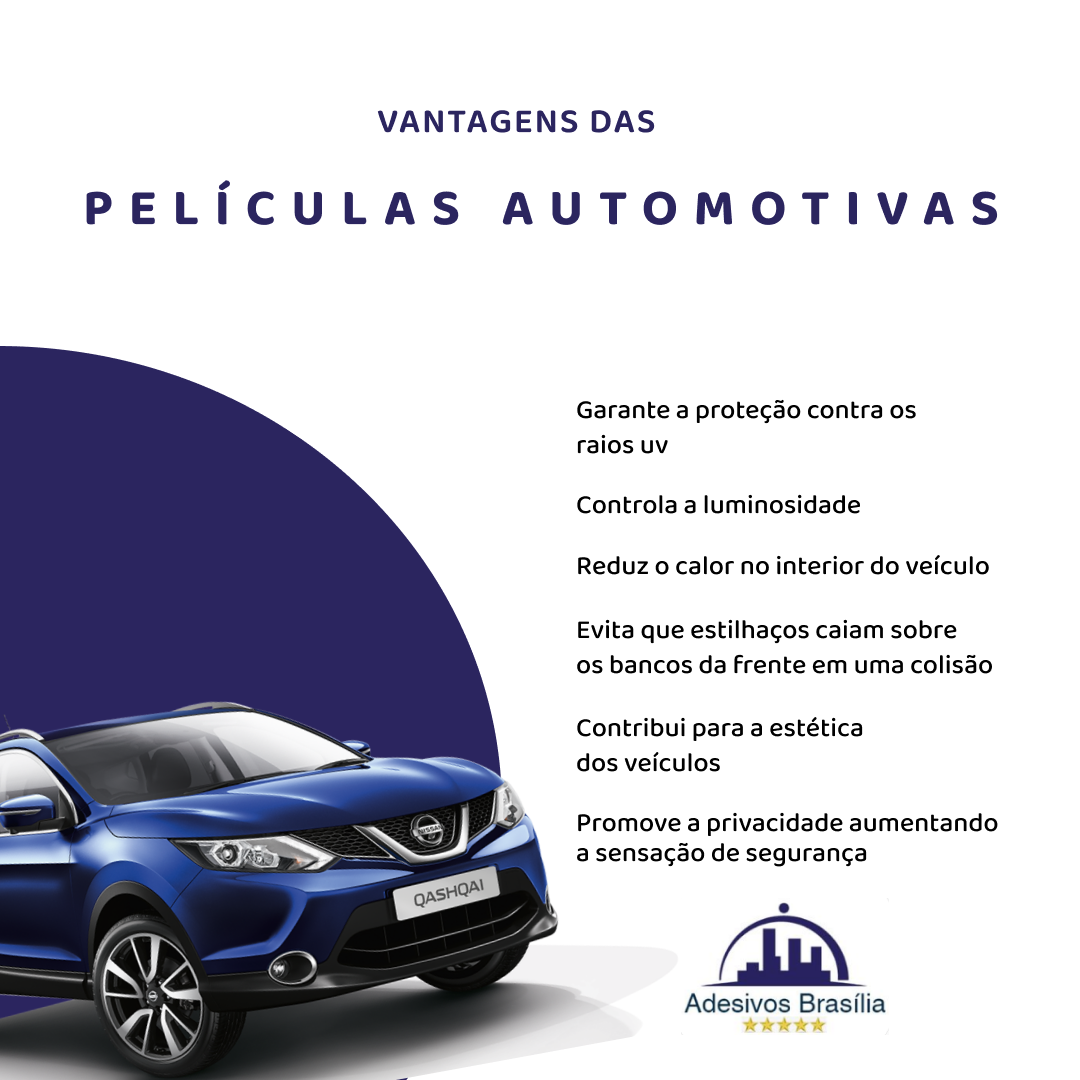 VANTAGENS DAS
PELÍCULAS AUTOMOTIVAS
Garante a proteção contra os
raios uv
Controla a luminosidade
Reduz o calor no interior do veículo
Evita que estilhaços caiam sobre
os bancos da frente em uma colisão
Contribui para a estética
dos veículos
Promove a privacidade aumentando
a sensação de segurança
NISSAN
QASHQAI
Adesivos Brasília